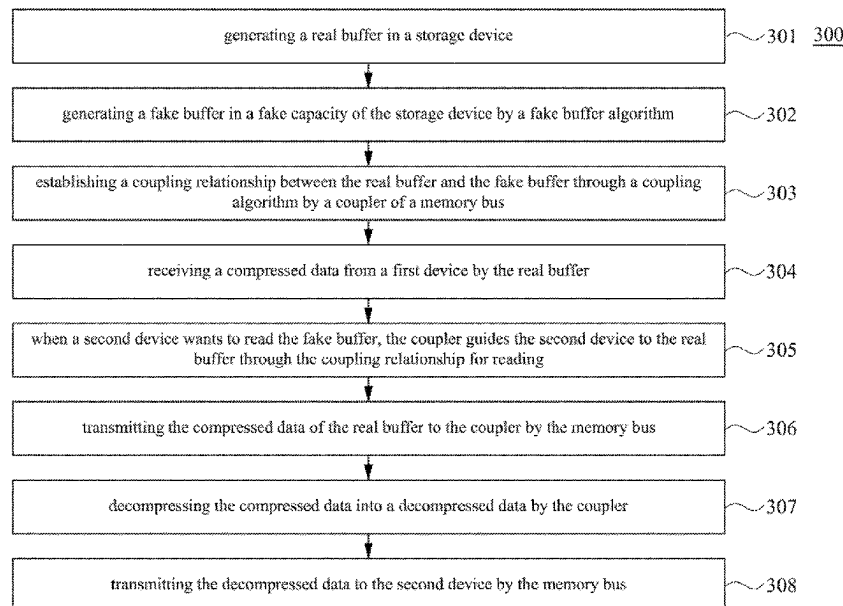 generating a real buffer in a storage device 301 300
generating a fake buffer in a fake capacity of the storage device by a fake buffer algorithm 302
establishing a coupling relationship between the real buffer and the fake buffer through a coupling
algorithm by a coupler of a memory bus 303
receiving a compressed data from a first device by the real buffer 304
when a second device wants to read the fake buffer, the coupler guides the second device to the real
buffer through the coupling relationship for reading 305
transmitting the compressed data of the real buffer to the coupler by the memory bus 306
decompressing the compressed data into a decompressed data by the coupler 307
transmitting the decompressed data to the second device by the memory bus 308